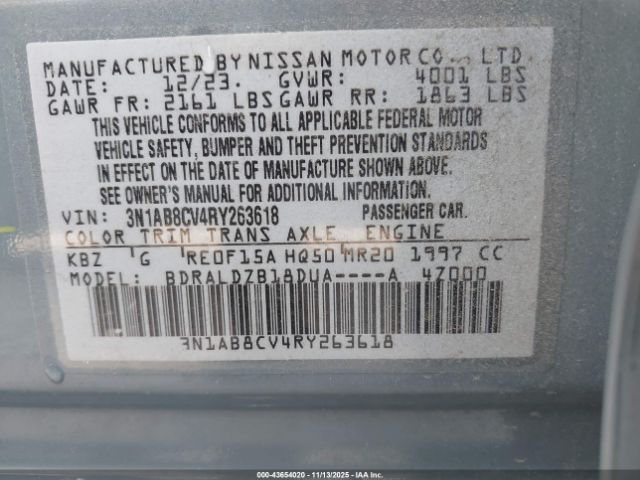 MANUFACTURED BY NISSAN MOTOR CO., LTD.
DATE: 12/23. GVWR: 4001 LBS
GAWR FR: 2161 LBS GAWR RR: 1863 LBS
THIS VEHICLE CONFORMS TO ALL APPLICABLE FEDERAL MOTOR
VEHICLE SAFETY, BUMPER AND THEFT PREVENTION STANDARDS
IN EFFECT ON THE DATE OF MANUFACTURE SHOWN ABOVE.
SEE OWNER'S MANUAL FOR ADDITIONAL INFORMATION.
VIN: 3N1AB8CV4RY263618 PASSENGER CAR.
COLOR TRIM TRANS AXLE ENGINE
KBZ G RE0F15A HQ50 MR20 1997 CC
MODEL: BDRALDZB18DUA----A 4Z000
3N1AB8CV4RY263618
000-43654020 - 11/13/2025 - IAAI.COM